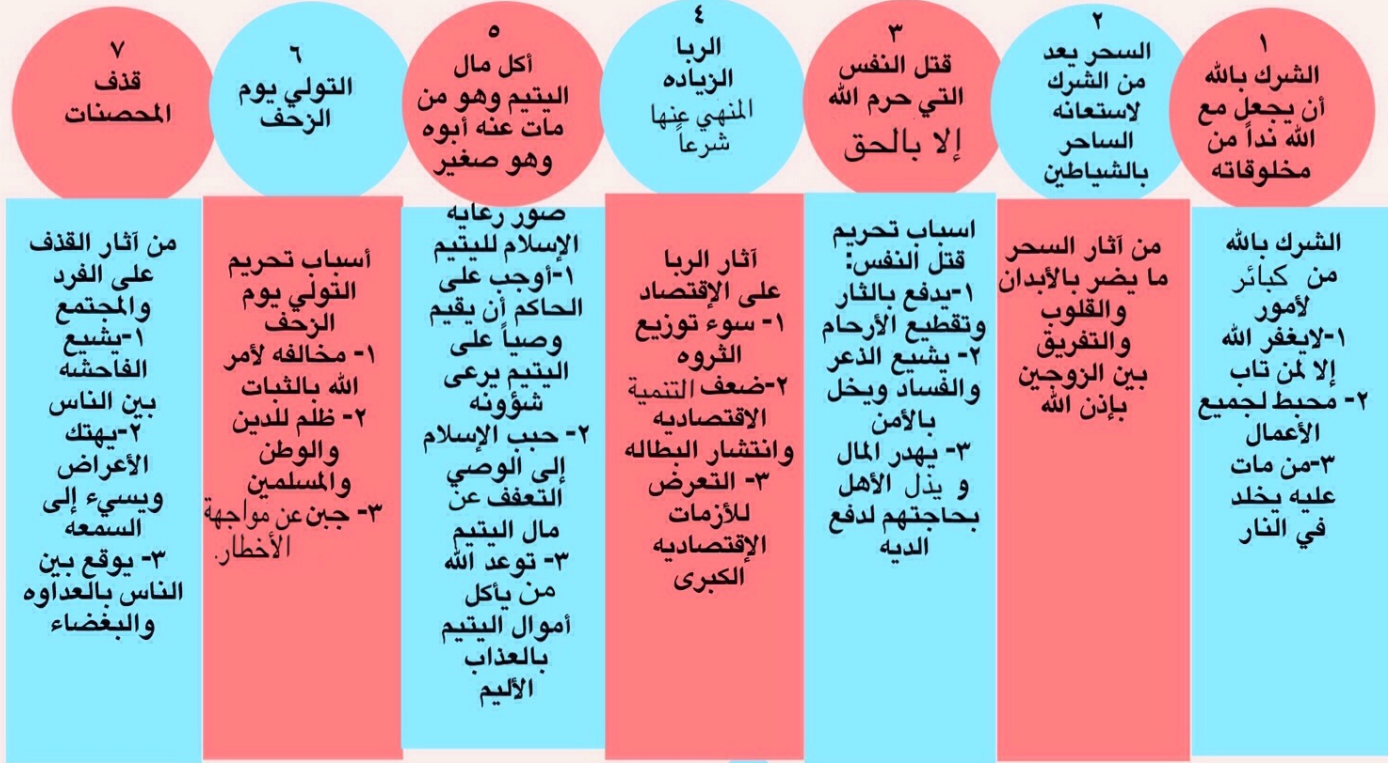 ١
الشرك بالله
أن يجعل مع
الله نداً من
مخلوقاته
الشرك بالله
من كبائر
لأمور
١-لايغفر الله
إلا لمن تاب
٢- محبط لجميع
الأعمال
٣-من مات
عليه يخلد
في النار
٢
السحر يعد
من الشرك
لاستعانه
الساحر
بالشياطين
من آثار السحر
ما يضر بالأبدان
والقلوب
والتفريق
بين الزوجين
بإذن الله
٣
قتل النفس
التي حرم الله
إلا بالحق
اسباب تحريم
قتل النفس:
١-يدفع بالثار
وتقطيع الأرحام
٢- يشيع الذعر
والفساد ويخل
بالأمن
٣- يهدر المال
و يذل الأهل
بحاجتهم لدفع
الديه
٤
الربا
الزياده
المنهي عنها
شرعاً
آثار الربا
على الإقتصاد
١- سوء توزيع
الثروه
٢-ضعف التنمية
الاقتصاديه
وانتشار البطاله
٣- التعرض
للأزمات
الإقتصاديه
الكبرى
٥
أكل مال
اليتيم وهو من
مات عنه أبوه
وهو صغير
صور رعايه
الإسلام لليتيم
١-أوجب على
الحاكم أن يقيم
وصياً على
اليتيم يرعى
شؤونه
٢- حبب الإسلام
إلى الوصي
التعفف عن
مال اليتيم
٣- توعد الله
من يأكل
أموال اليتيم
بالعذاب
الأليم
٦
التولي يوم
الزحف
أسباب تحريم
التولي يوم
الزحف
١- مخالفه لأمر
الله بالثبات
٢- ظلم للدين
والوطن
والمسلمين
٣- جبن عن مواجهة
الأخطار.
٧
قذف
المحصنات
من آثار القذف
على الفرد
والمجتمع
١-يشيع
الفاحشه
بين الناس
٢-يهتك
الأعراض
ويسيء إلى
السمعه
٣- يوقع بين
الناس بالعداوه
والبغضاء